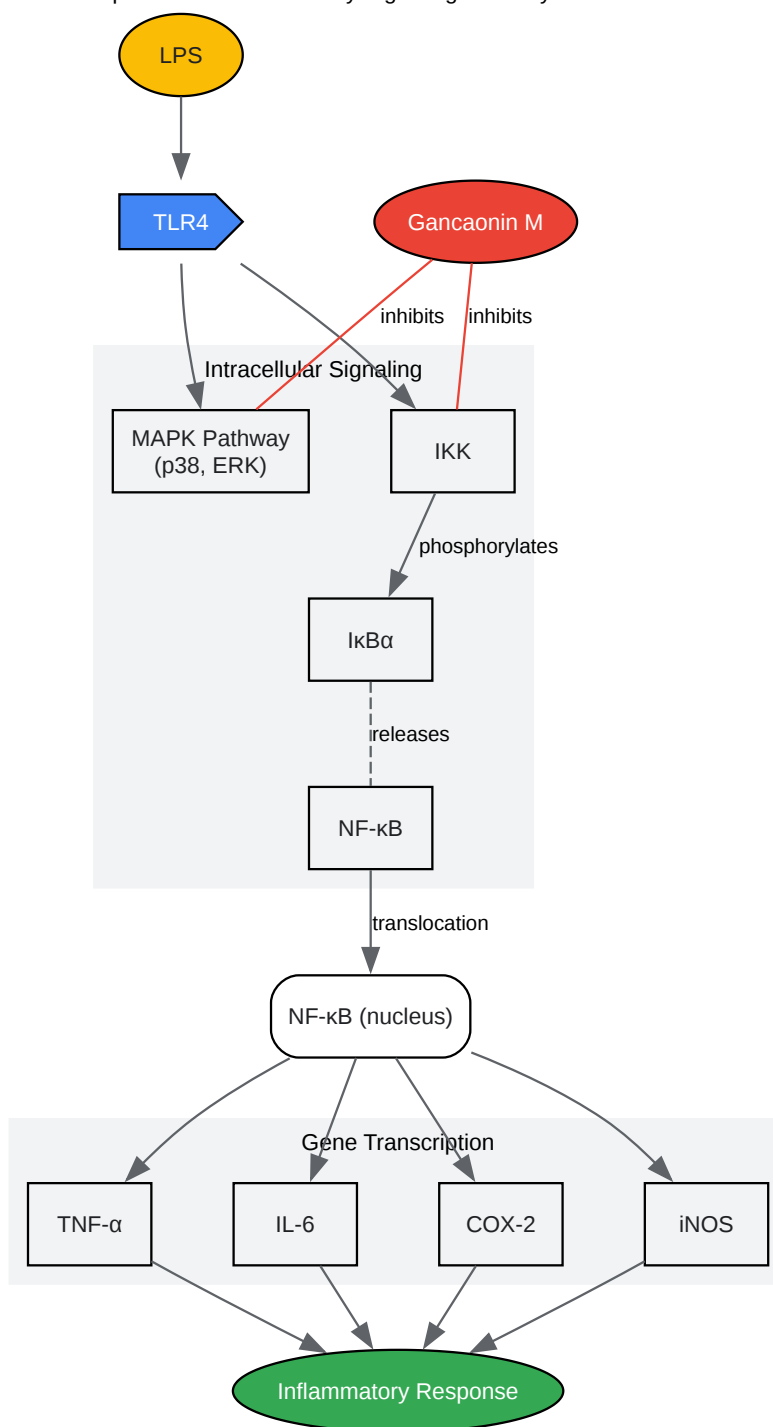 LPS
TLR4
Gancaonin M
inhibits
inhibits
Intracellular Signaling
MAPK Pathway
(p38, ERK)
IKK
phosphorylates
IκBα
releases
NF-κB
translocation
NF-κB (nucleus)
Gene Transcription
TNF-α
IL-6
COX-2
iNOS
Inflammatory Response